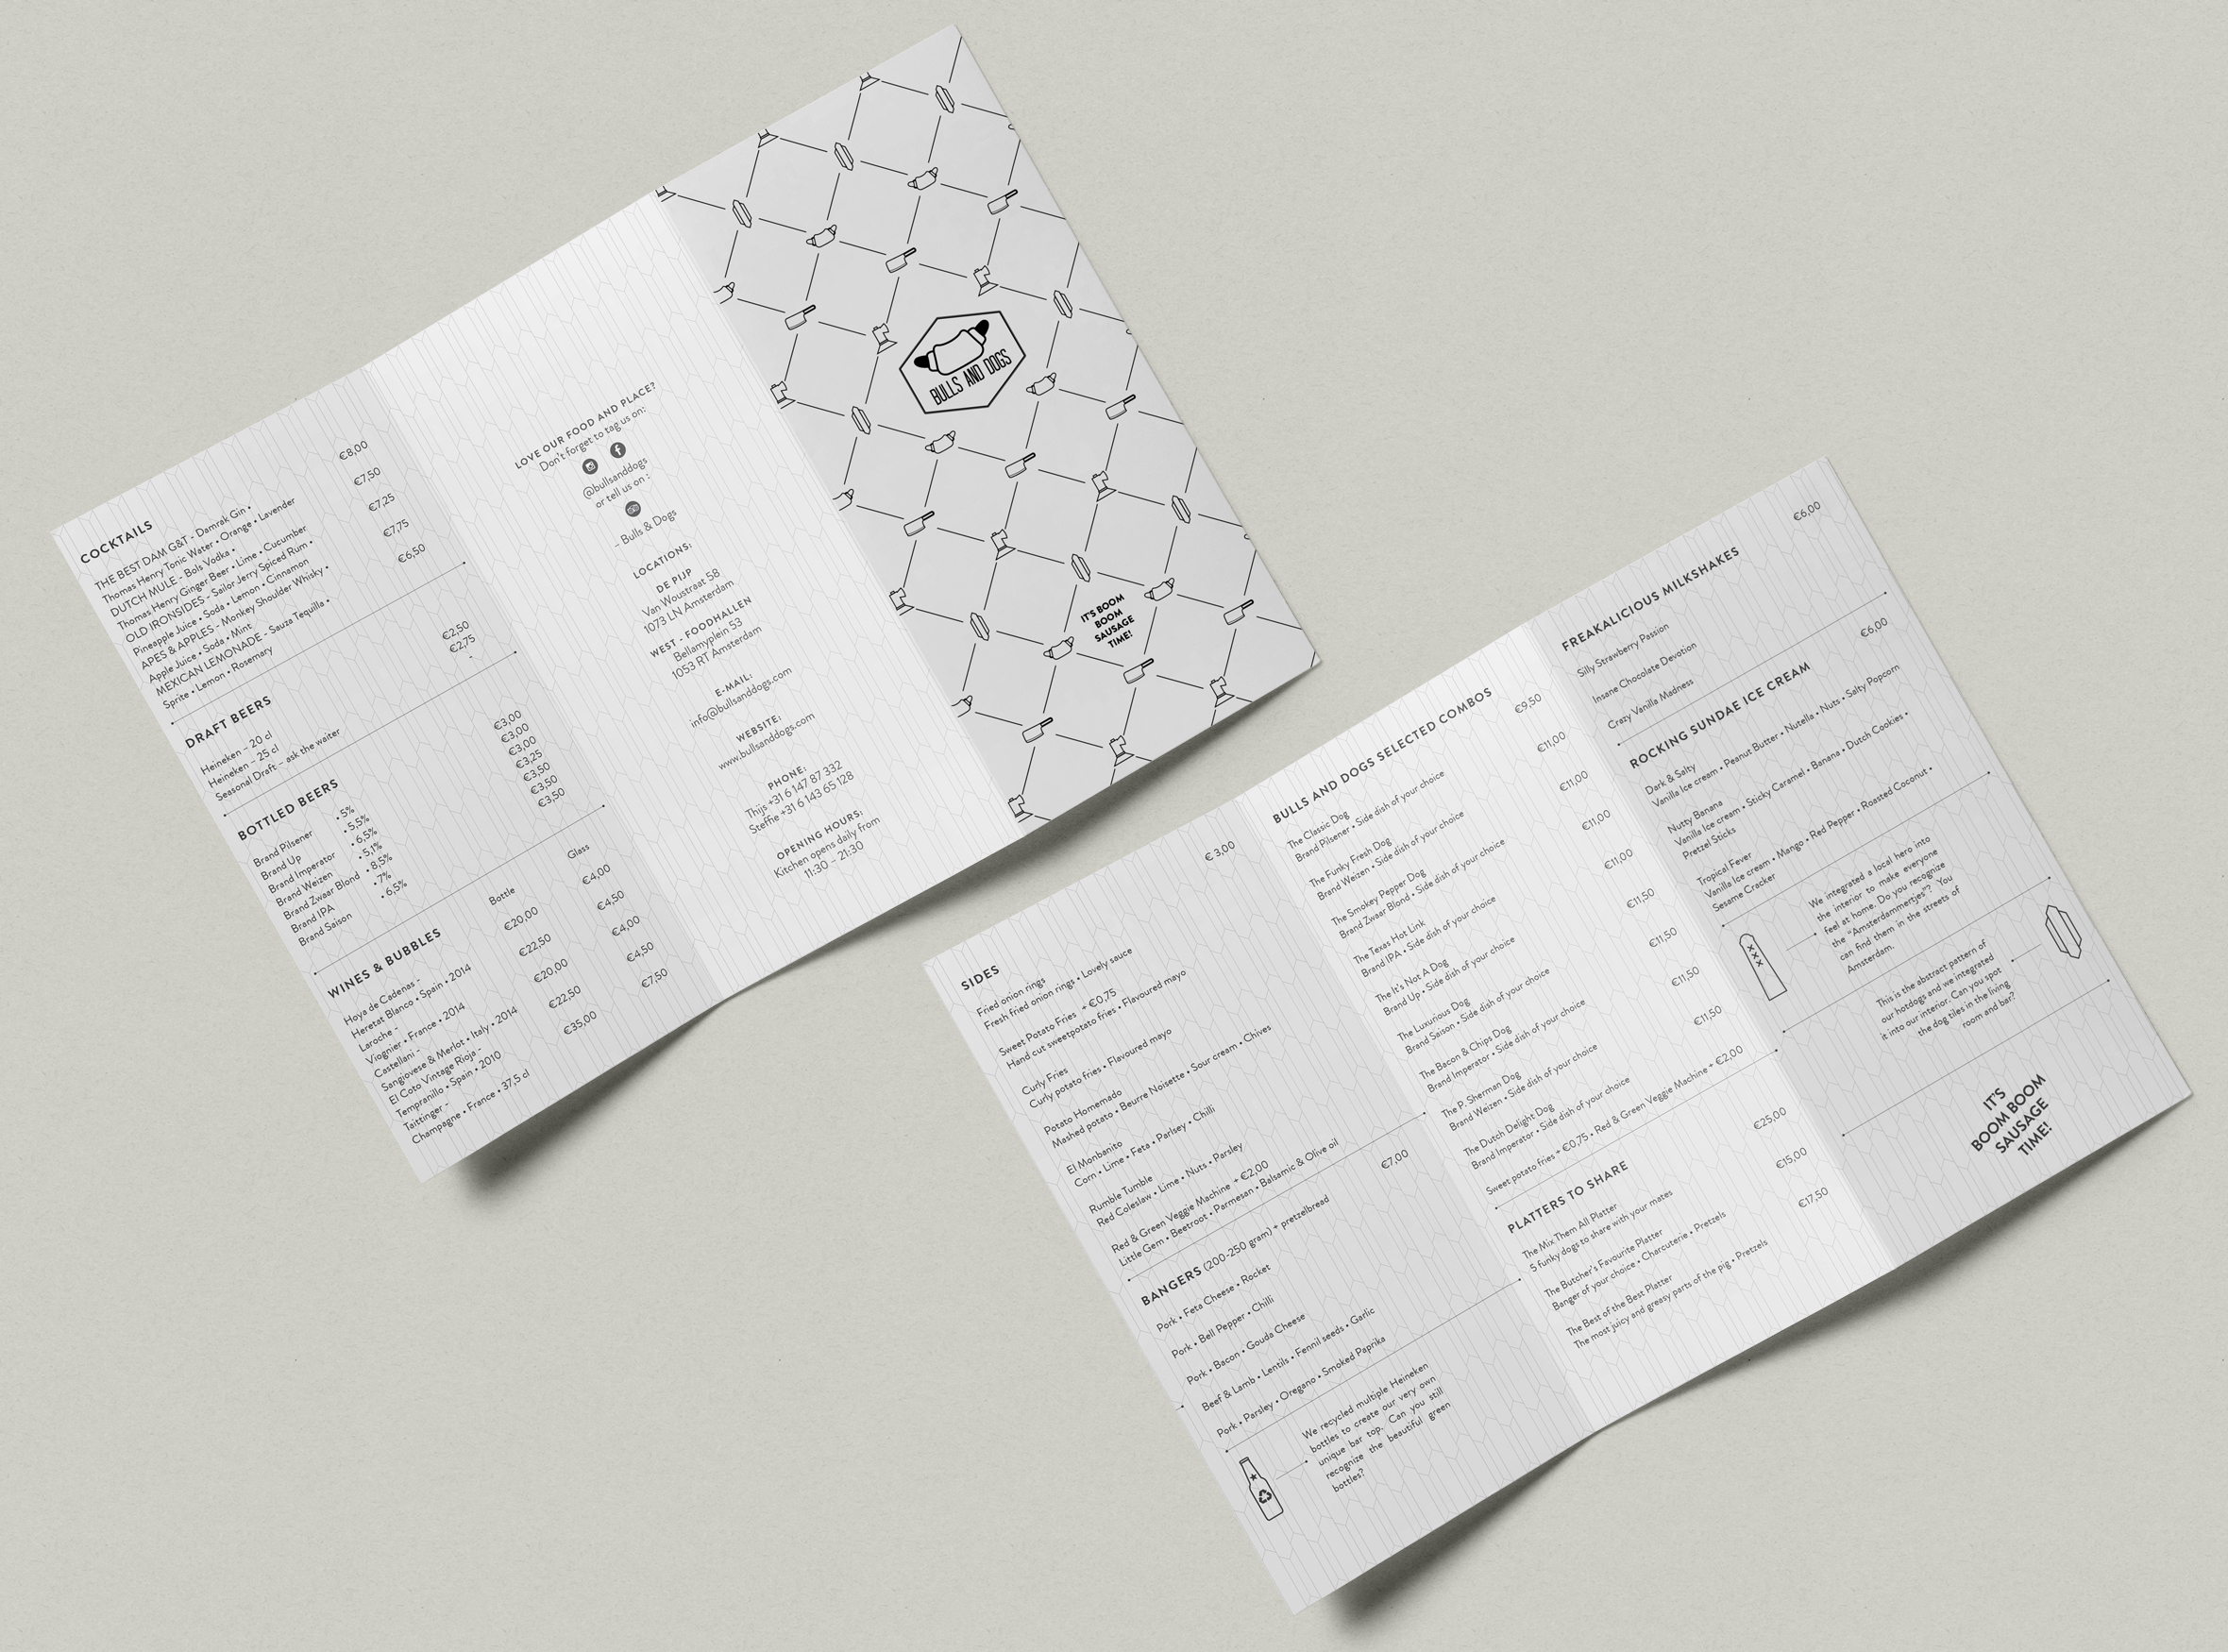 COCKTAILS
THE BEST DAM G&T - Damrak Gin •
Thomas Henry Tonic Water • Orange • Lavender
€8,00
DUTCH MULE - Bols Vodka •
Thomas Henry Ginger Beer • Lime • Cucumber
€7,50
OLD IRONSIDES - Sailor Jerry Spiced Rum •
Pineapple Juice • Soda • Lemon • Cinnamon
€7,25
APES & APPLES - Monkey Shoulder Whisky •
Apple Juice • Soda • Mint
€7,75
MEXICAN LEMONADE - Sauza Tequilla •
Sprite • Lemon • Rosemary
€6,50
DRAFT BEERS
Heineken – 20 cl €2,50
Heineken – 25 cl €2,75
Seasonal Draft – ask the waiter -
BOTTLED BEERS
Brand Pilsener • 5% €3,00
Brand Up • 5,5% €3,00
Brand Imperator • 6,5% €3,00
Brand Weizen • 5,1% €3,25
Brand Zwaar Blond • 8,5% €3,50
Brand IPA • 7% €3,50
Brand Saison • 6,5% €3,50
WINES & BUBBLES Bottle Glass
Hoya de Cadenas -
Heretat Blanco • Spain • 2014
€20,00 €4,00
Laroche -
Viognier • France • 2014
€22,50 €4,50
Castellani -
Sangiovese & Merlot • Italy • 2014
€20,00 €4,00
El Coto Vintage Rioja -
Tempranillo • Spain • 2010
€22,50 €4,50
Taittinger -
Champagne • France • 37,5 cl
€35,00 €7,50
LOVE OUR FOOD AND PLACE?
Don't forget to tag us on:
@bullsanddogs
or tell us on :
– Bulls & Dogs
LOCATIONS:
DE PIJP
Van Woustraat 58
1073 LN Amsterdam
WEST - FOODHALLEN
Bellamyplein 53
1053 RT Amsterdam
E-MAIL:
info@bullsanddogs.com
WEBSITE:
www.bullsanddogs.com
PHONE:
Thijs +31 6 147 87 332
Steffie +31 6 143 65 128
OPENING HOURS:
Kitchen opens daily from
11:30 – 21:30
BULLS AND DOGS
IT'S BOOM
BOOM
SAUSAGE
TIME!
SIDES € 3,00
Fried onion rings
Fresh fried onion rings • Lovely sauce
Sweet Potato Fries + €0,75
Hand cut sweetpotato fries • Flavoured mayo
Curly Fries
Curly potato fries • Flavoured mayo
Potato Homemado
Mashed potato • Beurre Noisette • Sour cream • Chives
El Monbanito
Corn • Lime • Feta • Parlsey • Chilli
Rumble Tumble
Red Coleslaw • Lime • Nuts • Parsley
Red & Green Veggie Machine + €2,00
Little Gem • Beetroot • Parmesan • Balsamic & Olive oil
BANGERS (200-250 gram) + pretzelbread €7,00
Pork • Feta Cheese • Rocket
Pork • Bell Pepper • Chilli
Pork • Bacon • Gouda Cheese
Beef & Lamb • Lentils • Fennil seeds • Garlic
Pork • Parsley • Oregano • Smoked Paprika
We recycled multiple Heineken
bottles to create our very own
unique bar top. Can you still
recognize the beautiful green
bottles?
BULLS AND DOGS SELECTED COMBOS
The Classic Dog €9,50
Brand Pilsener • Side dish of your choice
The Funky Fresh Dog €11,00
Brand Weizen • Side dish of your choice
The Smokey Pepper Dog €11,00
Brand Zwaar Blond • Side dish of your choice
The Texas Hot Link €11,00
Brand IPA • Side dish of your choice
The It's Not A Dog €11,00
Brand Up • Side dish of your choice
The Luxurious Dog €11,50
Brand Saison • Side dish of your choice
The Bacon & Chips Dog €11,50
Brand Imperator • Side dish of your choice
The P. Sherman Dog €11,50
Brand Weizen • Side dish of your choice
The Dutch Delight Dog €11,50
Brand Imperator • Side dish of your choice
Sweet potato fries + €0,75 • Red & Green Veggie Machine + €2,00
PLATTERS TO SHARE
The Mix Them All Platter €25,00
5 funky dogs to share with your mates
The Butcher's Favourite Platter €15,00
Banger of your choice • Charcuterie • Pretzels
The Best of the Best Platter €17,50
The most juicy and greasy parts of the pig • Pretzels
FREAKALICIOUS MILKSHAKES €6,00
Silly Strawberry Passion
Insane Chocolate Devotion
Crazy Vanilla Madness
ROCKING SUNDAE ICE CREAM €6,00
Dark & Salty
Vanilla Ice cream • Peanut Butter • Nutella • Nuts • Salty Popcorn
Nutty Banana
Vanilla Ice cream • Sticky Caramel • Banana • Dutch Cookies •
Pretzel Sticks
Tropical Fever
Vanilla Ice cream • Mango • Red Pepper • Roasted Coconut •
Sesame Cracker
We integrated a local hero into
the interior to make everyone
feel at home. Do you recognize
the "Amsterdammertjes"? You
can find them in the streets of
Amsterdam.
This is the abstract pattern of
our hotdogs and we integrated
it into our interior. Can you spot
the dog tiles in the living
room and bar?
IT'S
BOOM BOOM
SAUSAGE
TIME!